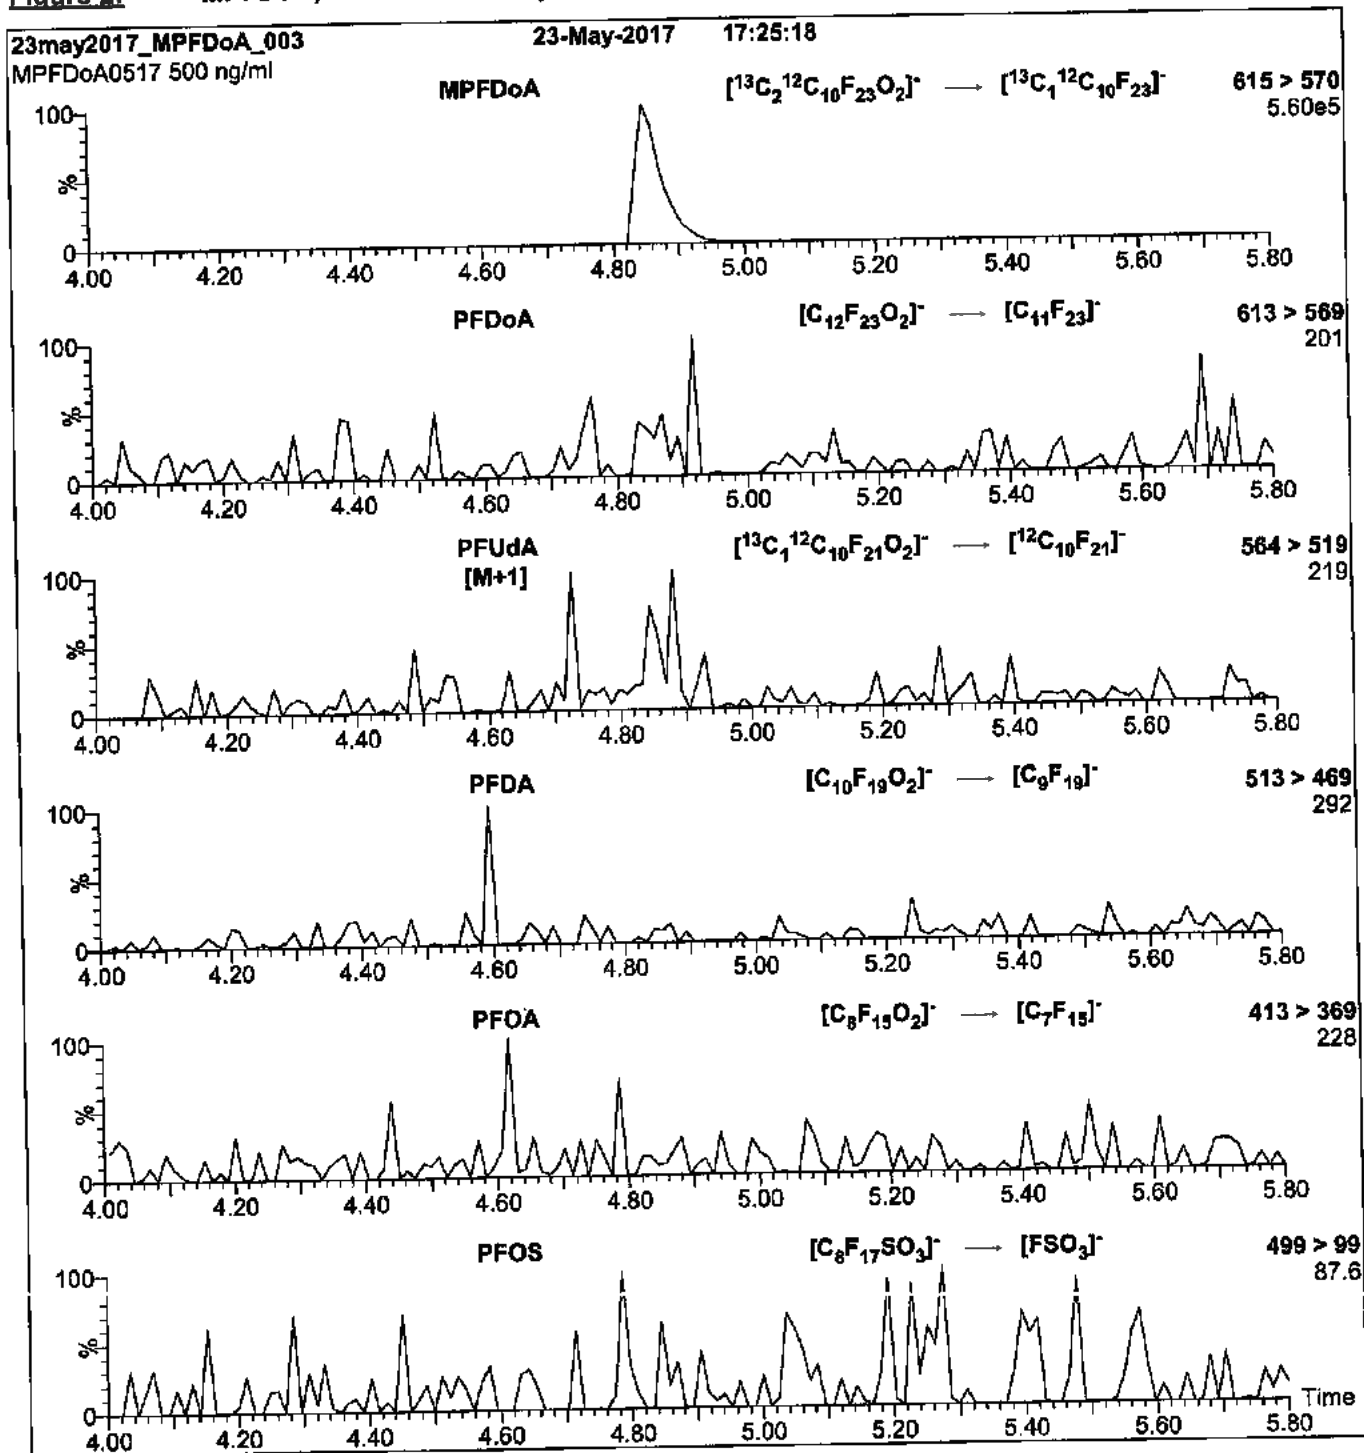 Figure 2:
23may2017_MPFDoA_003 23-May-2017 17:25:18
MPFDoA0517 500 ng/ml
MPFDoA [¹³C₂¹²C₁₀F₂₃O₂]⁻ → [¹³C₁¹²C₁₀F₂₃]⁻ 615 > 570
5.60e5
100
%
0
4.00 4.20 4.40 4.60 4.80 5.00 5.20 5.40 5.60 5.80
PFDoA [C₁₂F₂₃O₂]⁻ → [C₁₁F₂₃]⁻ 613 > 569
201
100
%
0
4.00 4.20 4.40 4.60 4.80 5.00 5.20 5.40 5.60 5.80
PFUdA [¹³C₁¹²C₁₀F₂₁O₂]⁻ → [¹²C₁₀F₂₁]⁻ 564 > 519
[M+1] 219
100
%
0
4.00 4.20 4.40 4.60 4.80 5.00 5.20 5.40 5.60 5.80
PFDA [C₁₀F₁₉O₂]⁻ → [C₉F₁₉]⁻ 513 > 469
292
100
%
0
4.00 4.20 4.40 4.60 4.80 5.00 5.20 5.40 5.60 5.80
PFOA [C₈F₁₅O₂]⁻ → [C₇F₁₅]⁻ 413 > 369
228
100
%
0
4.00 4.20 4.40 4.60 4.80 5.00 5.20 5.40 5.60 5.80
PFOS [C₈F₁₇SO₃]⁻ → [FSO₃]⁻ 499 > 99
87.6
100
%
0
4.00 4.20 4.40 4.60 4.80 5.00 5.20 5.40 5.60 5.80 Time